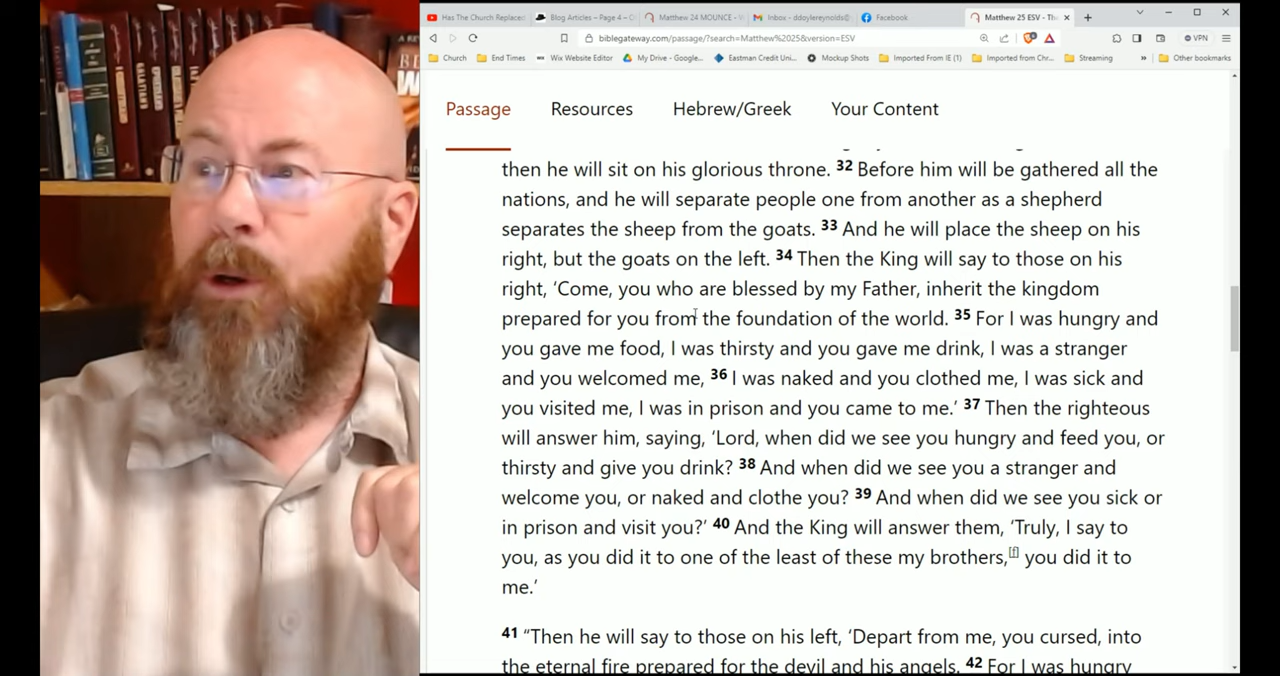 Has The Church Replace
Blog Articles – Page 4 –
Matthew 24 MOUNCE -
Inbox - ddoylereynolds@
Facebook
Matthew 25 ESV - Th
biblegateway.com/passage/?search=Matthew%2025&version=ESV
VPN
Church
End Times
Wix Website Editor
My Drive - Google...
Eastman Credit Uni...
Mockup Shots
Imported From IE (1)
Imported from Chr...
Streaming
Other bookmarks
Passage
Resources
Hebrew/Greek
Your Content
then he will sit on his glorious throne. 32 Before him will be gathered all the
nations, and he will separate people one from another as a shepherd
separates the sheep from the goats. 33 And he will place the sheep on his
right, but the goats on the left. 34 Then the King will say to those on his
right, ‘Come, you who are blessed by my Father, inherit the kingdom
prepared for you from the foundation of the world. 35 For I was hungry and
you gave me food, I was thirsty and you gave me drink, I was a stranger
and you welcomed me, 36 I was naked and you clothed me, I was sick and
you visited me, I was in prison and you came to me.’ 37 Then the righteous
will answer him, saying, ‘Lord, when did we see you hungry and feed you, or
thirsty and give you drink? 38 And when did we see you a stranger and
welcome you, or naked and clothe you? 39 And when did we see you sick or
in prison and visit you?’ 40 And the King will answer them, ‘Truly, I say to
you, as you did it to one of the least of these my brothers,[f] you did it to
me.’
41 “Then he will say to those on his left, ‘Depart from me, you cursed, into
the eternal fire prepared for the devil and his angels. 42 For I was hungry